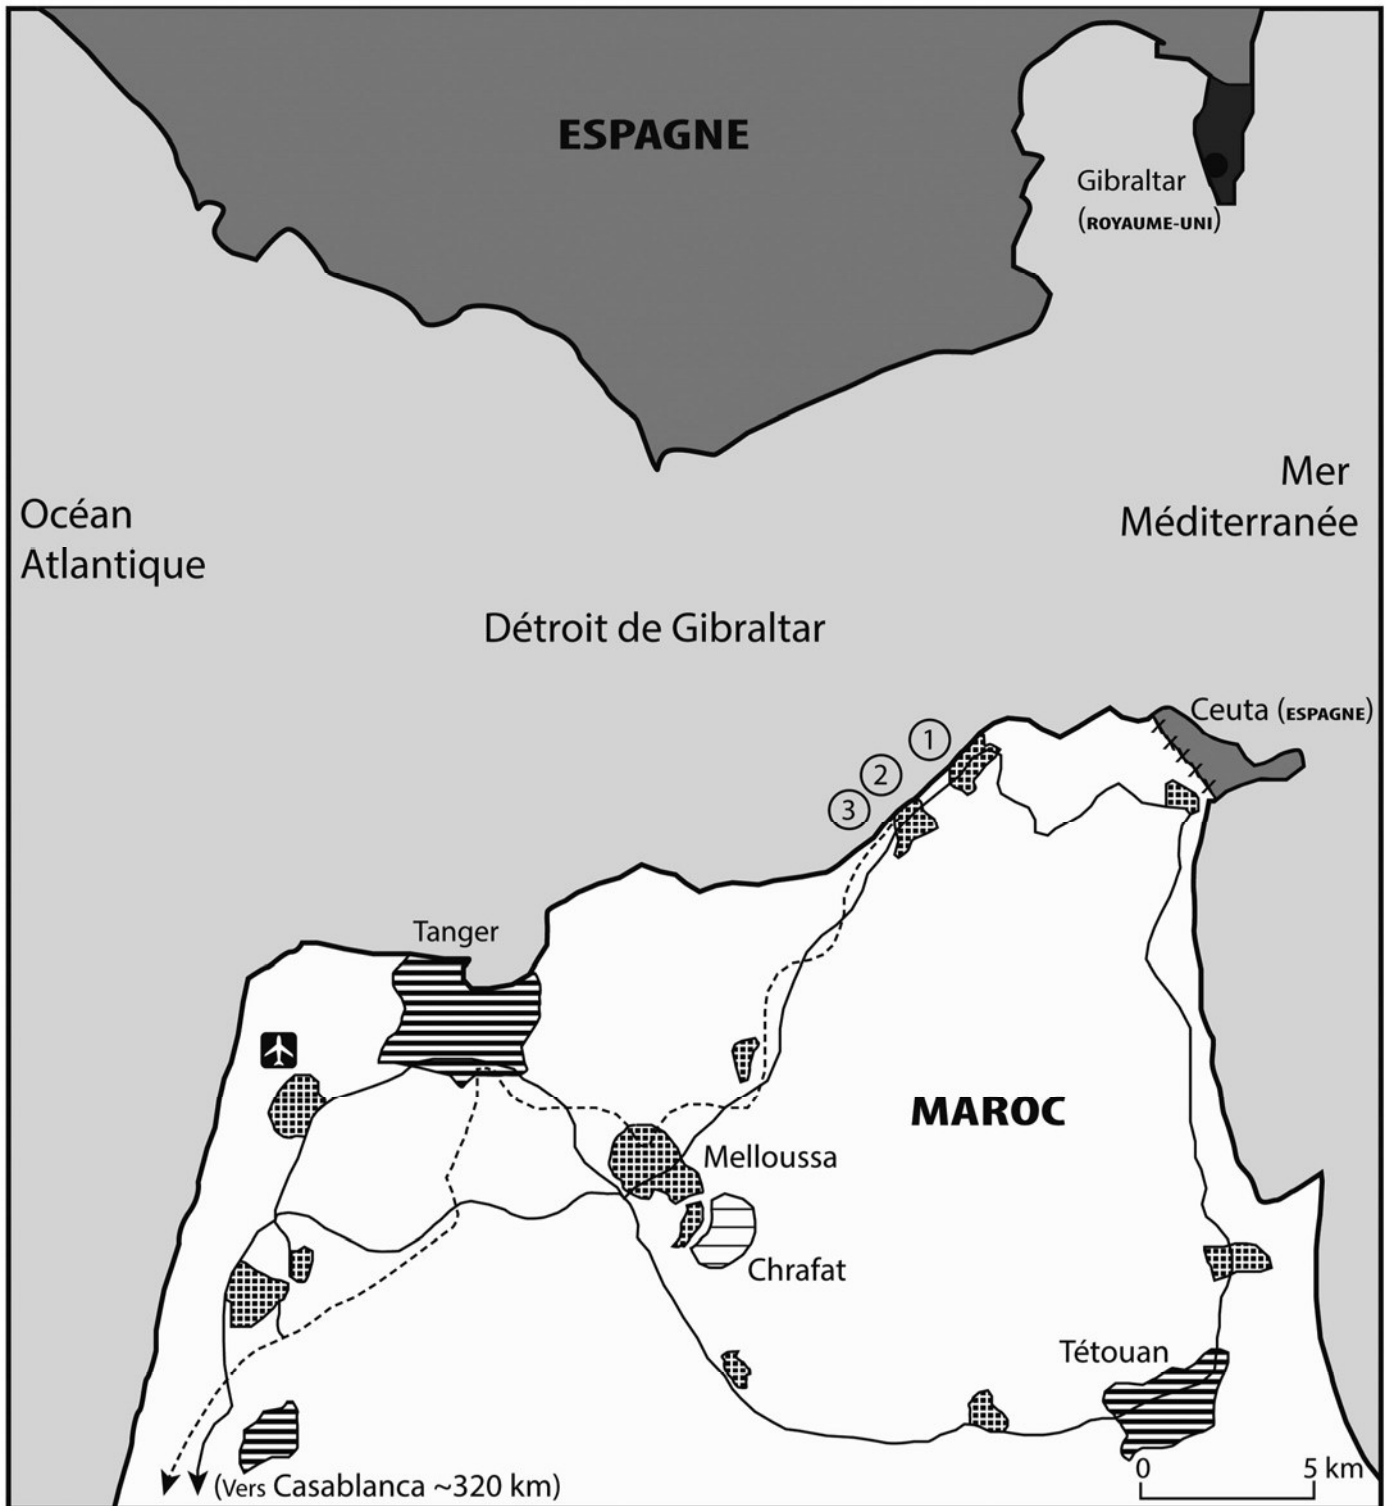 ESPAGNE
Gibraltar
(ROYAUME-UNI)
Mer
Méditerranée
Océan
Atlantique
Détroit de Gibraltar
Ceuta (ESPAGNE)
1
2
3
Tanger
MAROC
Melloussa
Chrafat
Tétouan
0 5 km
(Vers Casablanca ~320 km)